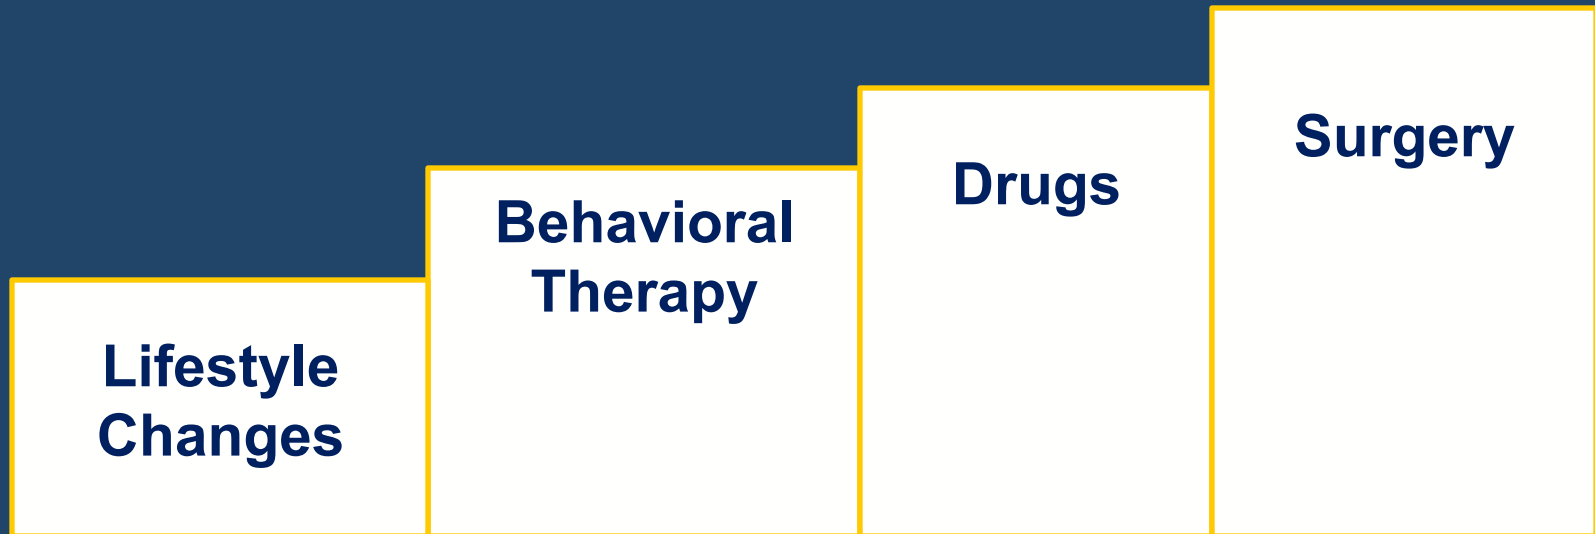 Lifestyle
Changes
Behavioral
Therapy
Drugs
Surgery